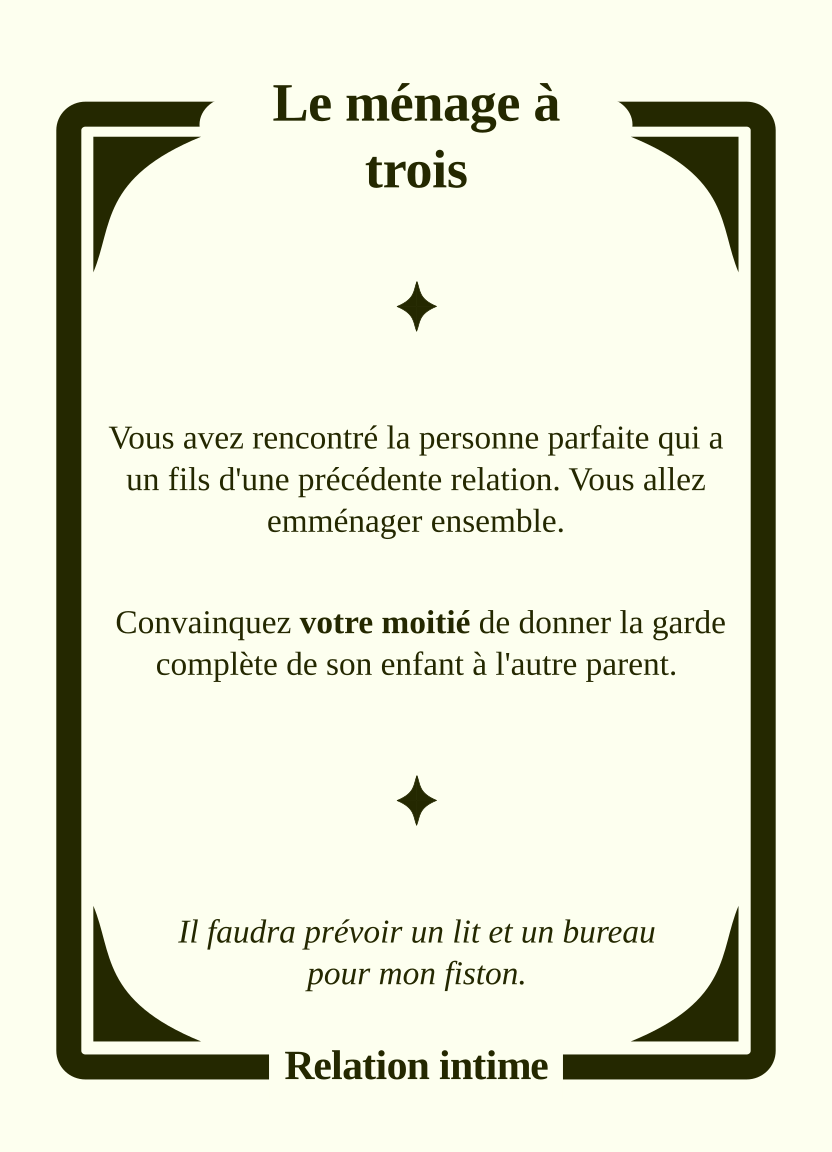 Le ménage à
trois
Vous avez rencontré la personne parfaite qui a
un fils d'une précédente relation. Vous allez
emménager ensemble.
Convainquez votre moitié de donner la garde
complète de son enfant à l'autre parent.
Il faudra prévoir un lit et un bureau
pour mon fiston.
Relation intime